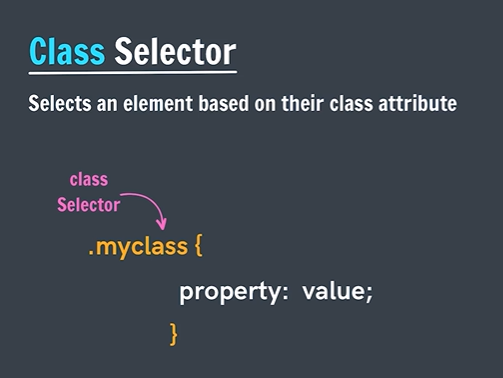 Class Selector
Selects an element based on their class attribute
class
Selector
.myclass {
property: value;
}